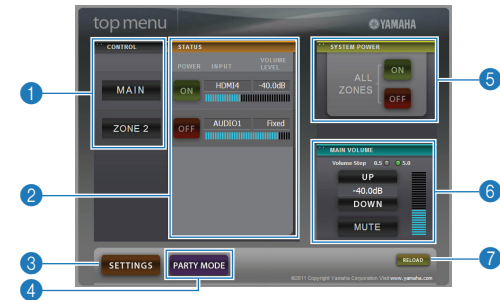 top menu
YAMAHA
CONTROL
MAIN
ZONE 2
STATUS
POWER INPUT VOLUME LEVEL
ON HDMI4 -40.0dB
OFF AUDIO1 Fixed
SYSTEM POWER
ALL ZONES
ON
OFF
MAIN VOLUME
Volume Step 0.5 5.0
UP
-40.0dB
DOWN
MUTE
SETTINGS
PARTY MODE
RELOAD
©2011 Copyright Yamaha Corporation Visit www.yamaha.com
1
2
3
4
5
6
7